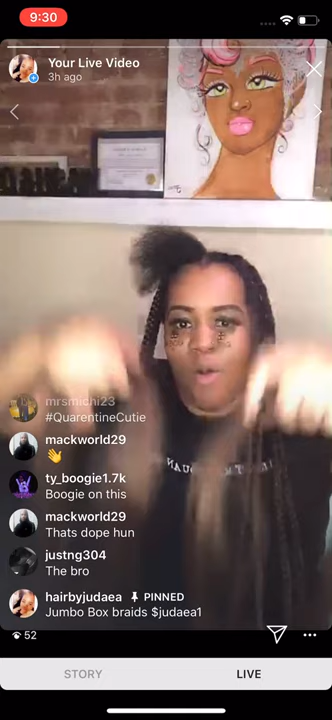 9:30
Your Live Video
3h ago
mrsmichi23
#QuarentineCutie
mackworld29
👋
ty_boogie1.7k
Boogie on this
mackworld29
Thats dope hun
justng304
The bro
hairbyjudaea PINNED
Jumbo Box braids $judaea1
52
STORY
LIVE